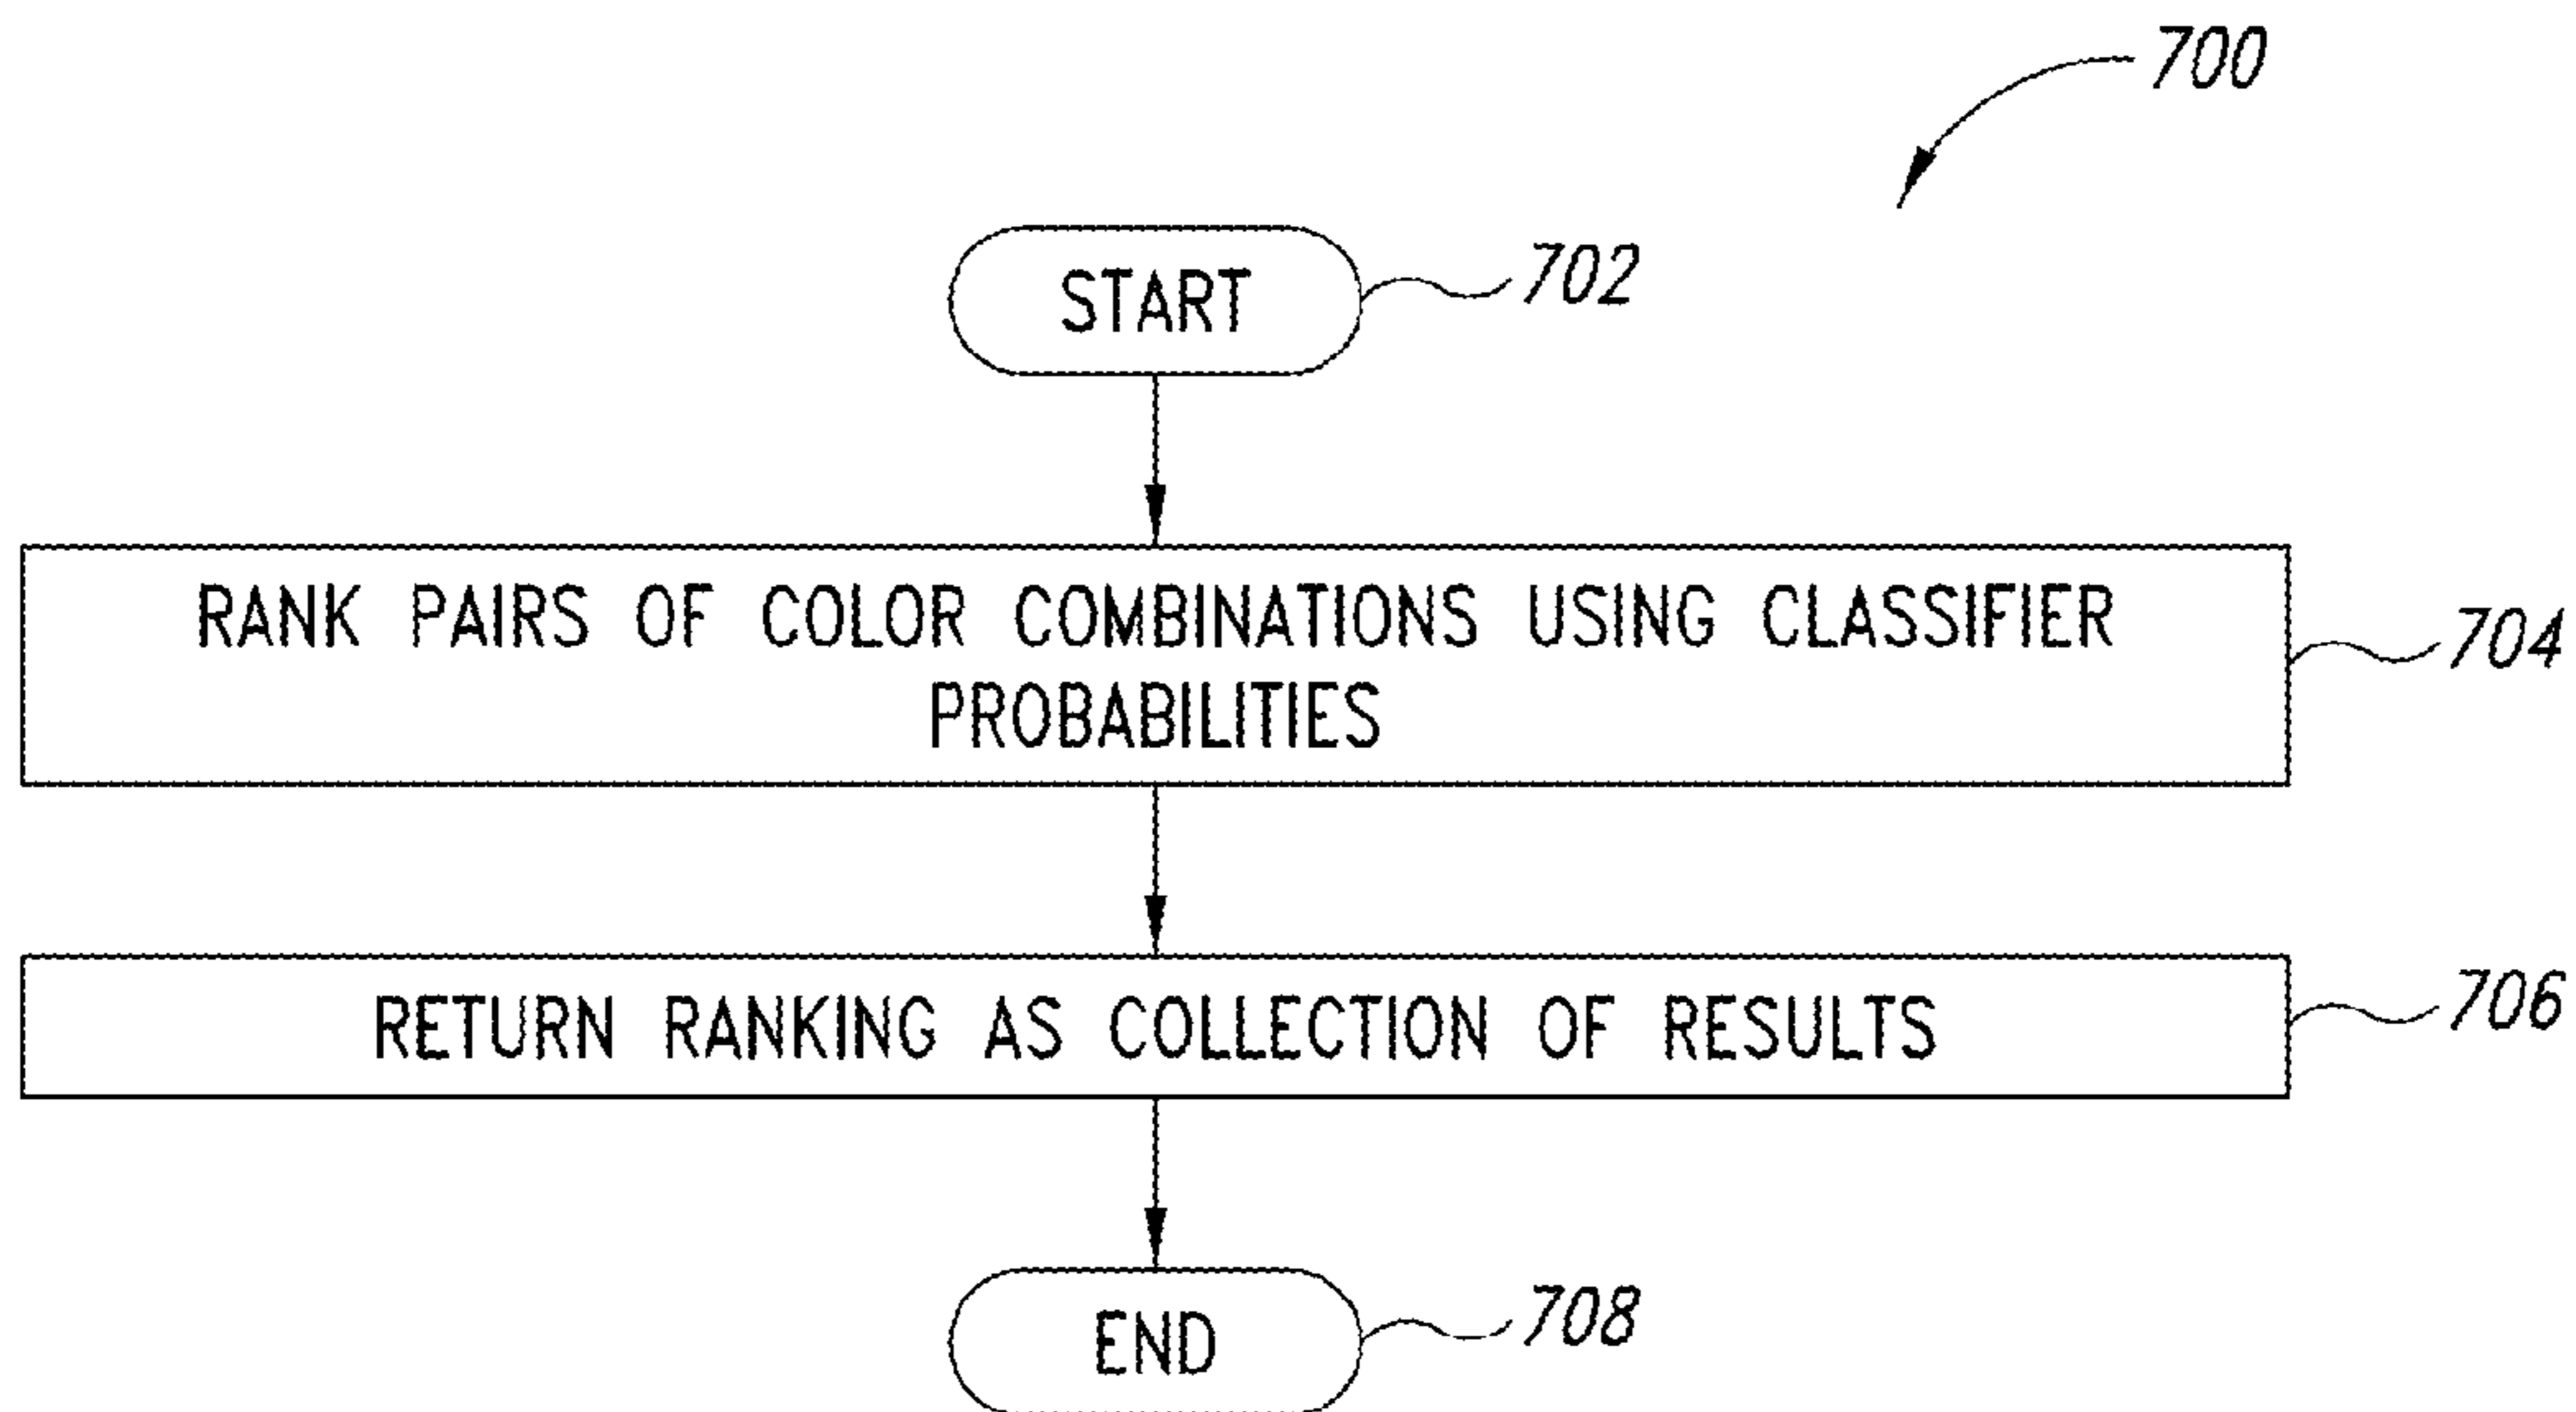 700
START
702
RANK PAIRS OF COLOR COMBINATIONS USING CLASSIFIER
PROBABILITIES
704
RETURN RANKING AS COLLECTION OF RESULTS
706
END
708